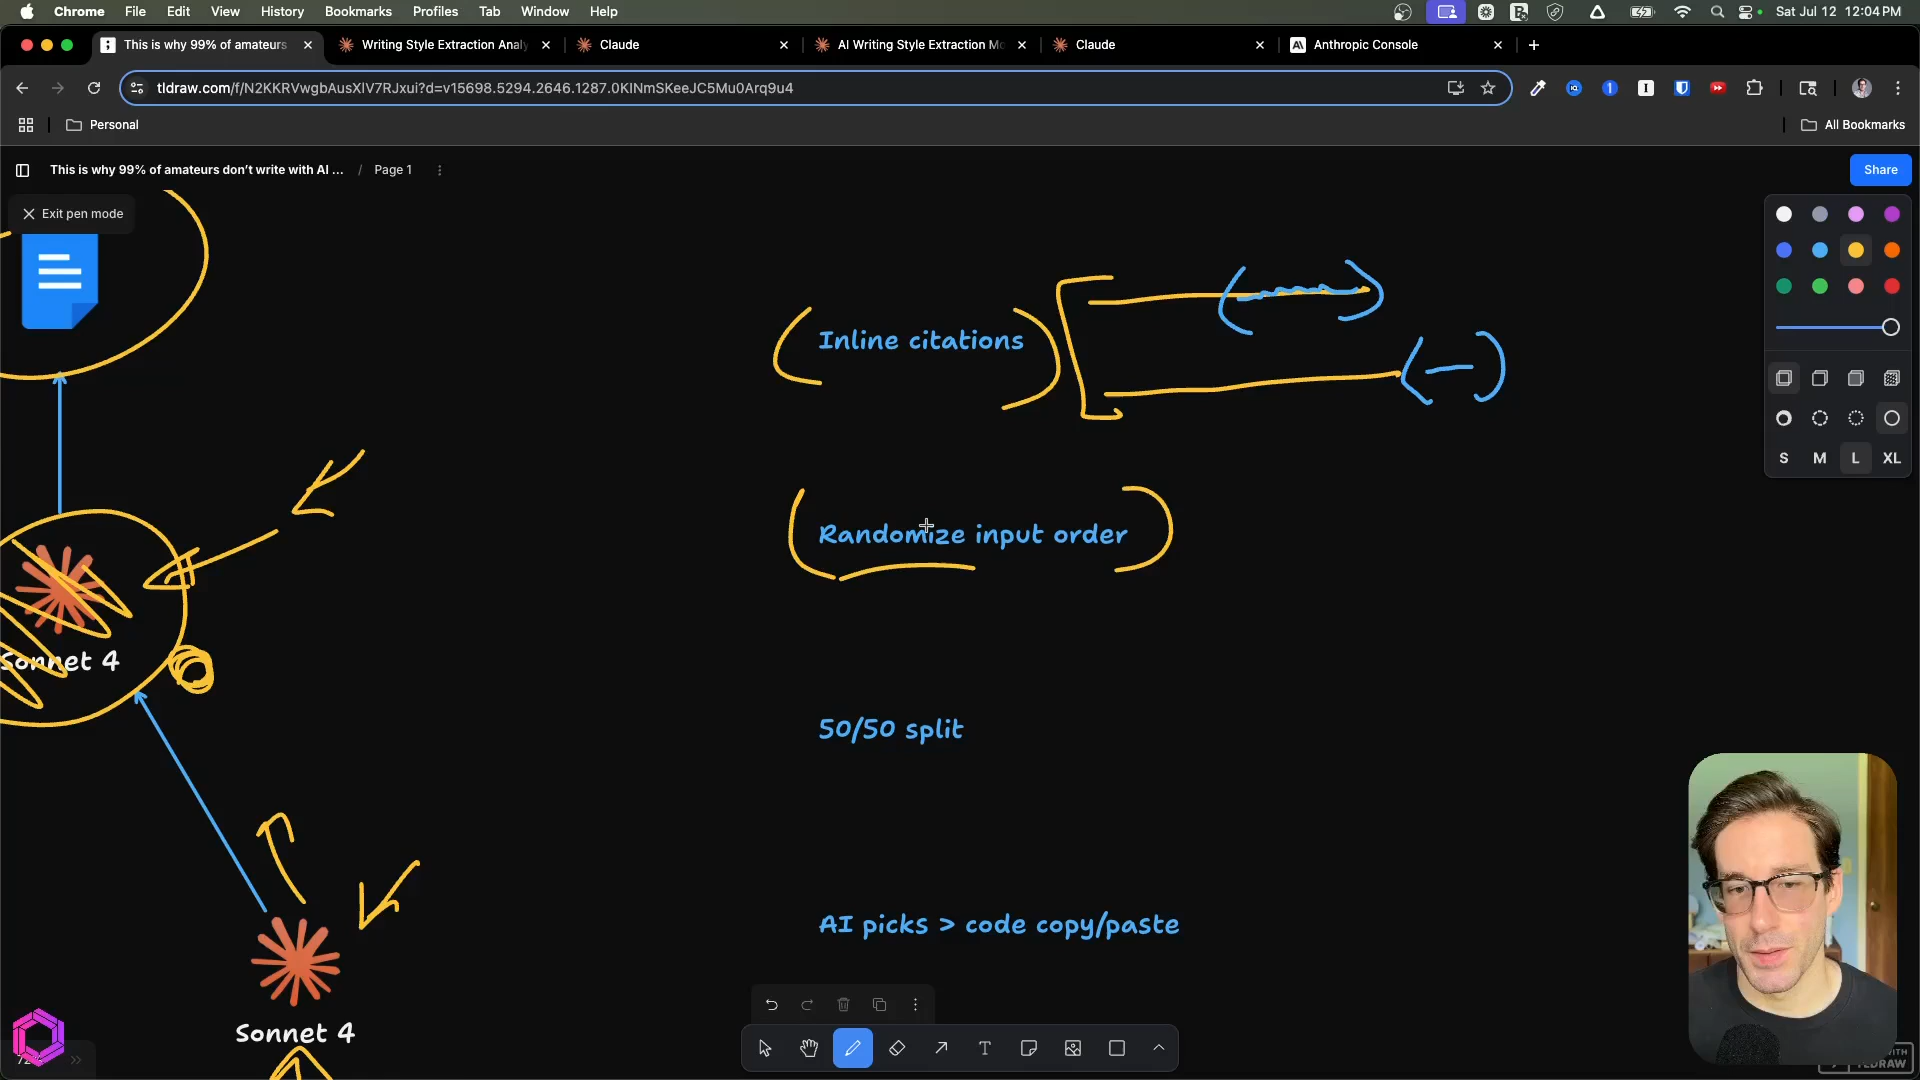 Chrome File Edit View History Bookmarks Profiles Tab Window Help Sat Jul 12 12:04 PM
This is why 99% of amateurs Writing Style Extraction Analy Claude AI Writing Style Extraction Mo Claude Anthropic Console
tldraw.com/f/N2KKRVwgbAusXIV7RJxui?d=v15698.5294.2646.1287.0KINmSKeeJC5Mu0Arq9u4
Personal All Bookmarks
This is why 99% of amateurs don't write with AI ... / Page 1 Share
Exit pen mode
Inline citations
Randomize input order
S M L XL
Sonnet 4
50/50 split
AI picks > code copy/paste
Sonnet 4